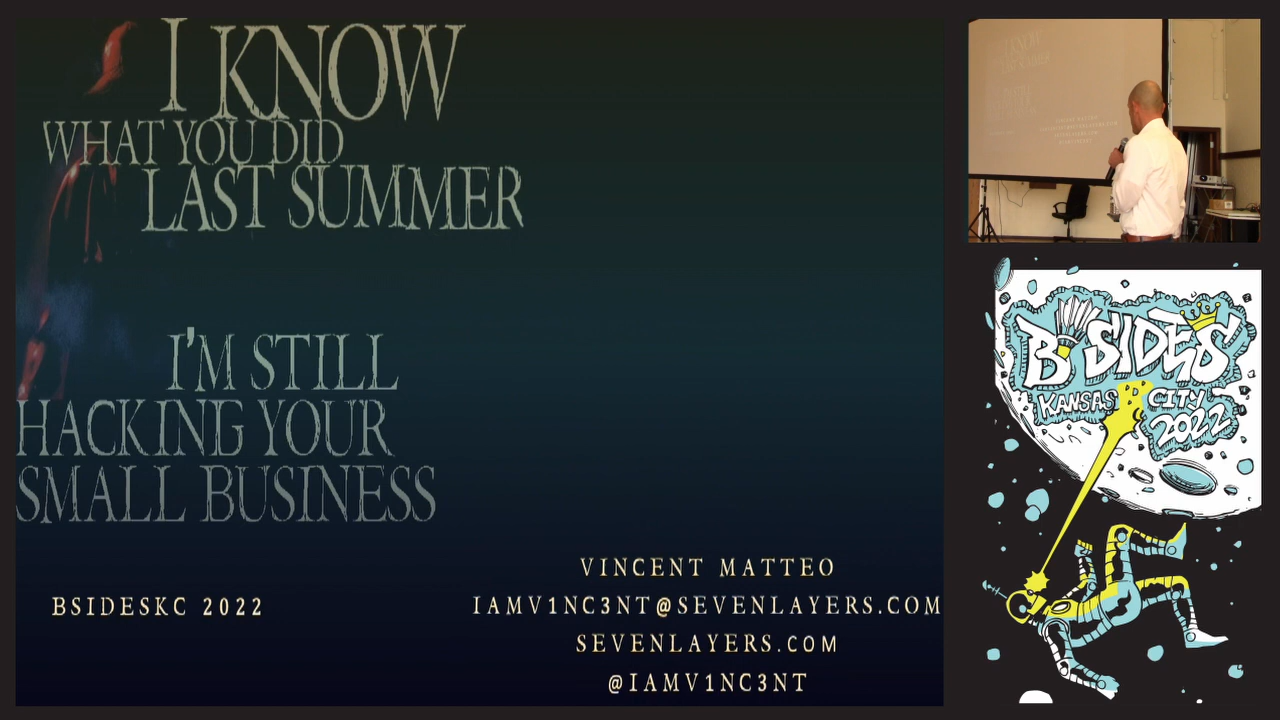 I KNOW
WHAT YOU DID
LAST SUMMER
I'M STILL
HACKING YOUR
SMALL BUSINESS
BSIDESKC 2022
VINCENT MATTEO
IAMV1NC3NT@SEVENLAYERS.COM
SEVENLAYERS.COM
@IAMV1NC3NT
BSIDES
KANSAS CITY
2022